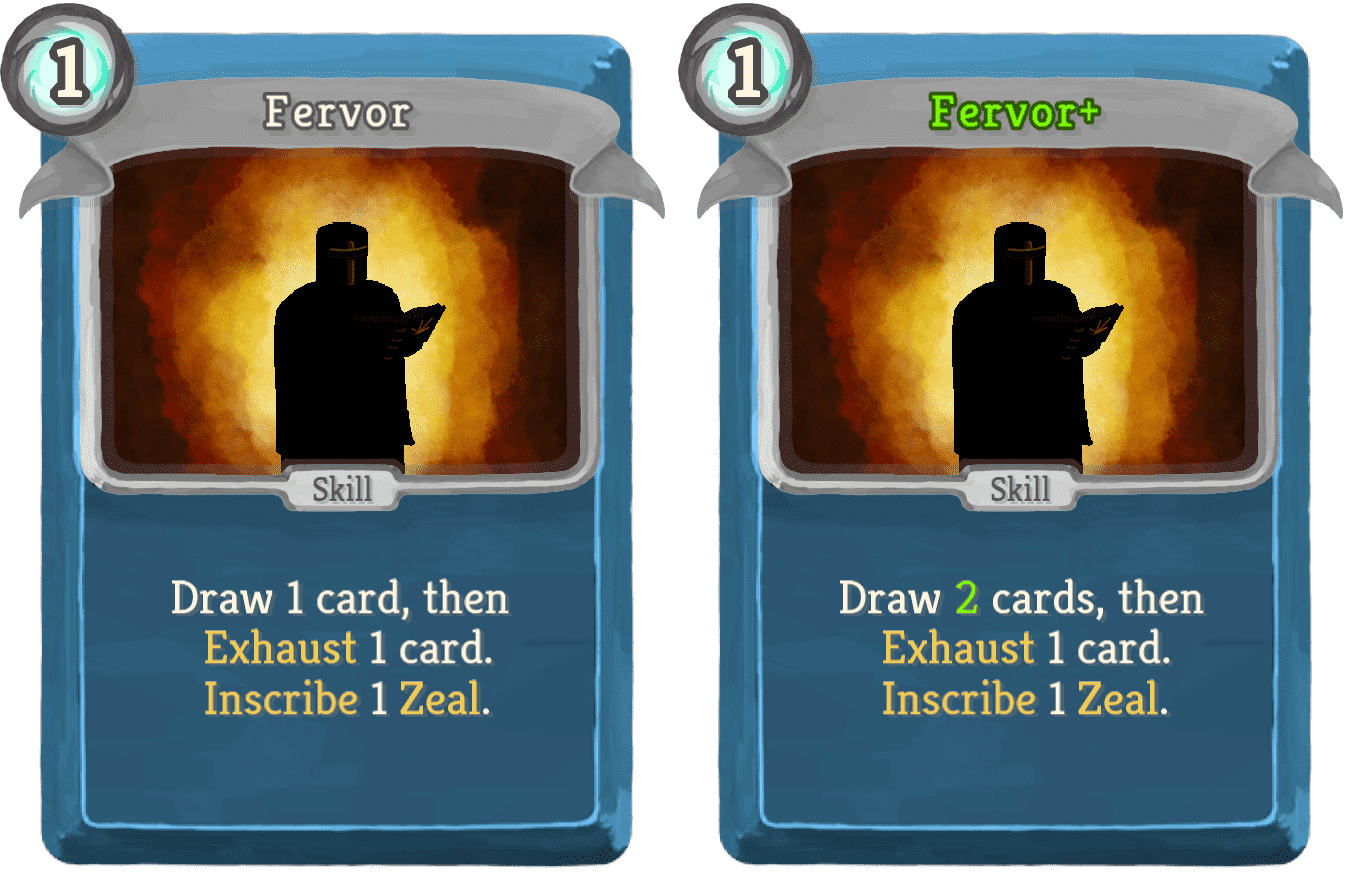 1
Fervor
Skill
Draw 1 card, then
Exhaust 1 card.
Inscribe 1 Zeal.
1
Fervor+
Skill
Draw 2 cards, then
Exhaust 1 card.
Inscribe 1 Zeal.